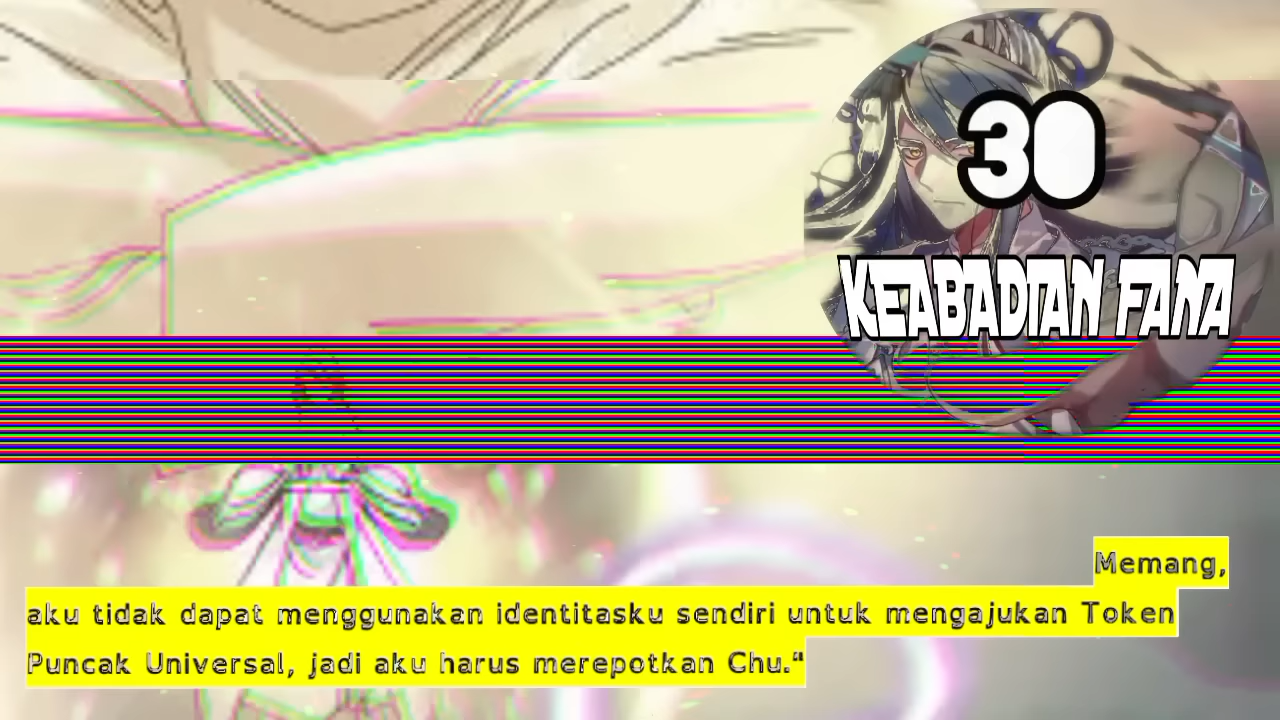 30
KEABADIAN FANA
Memang,
aku tidak dapat menggunakan identitasku sendiri untuk mengajukan Token
Puncak Universal, jadi aku harus merepotkan Chu."